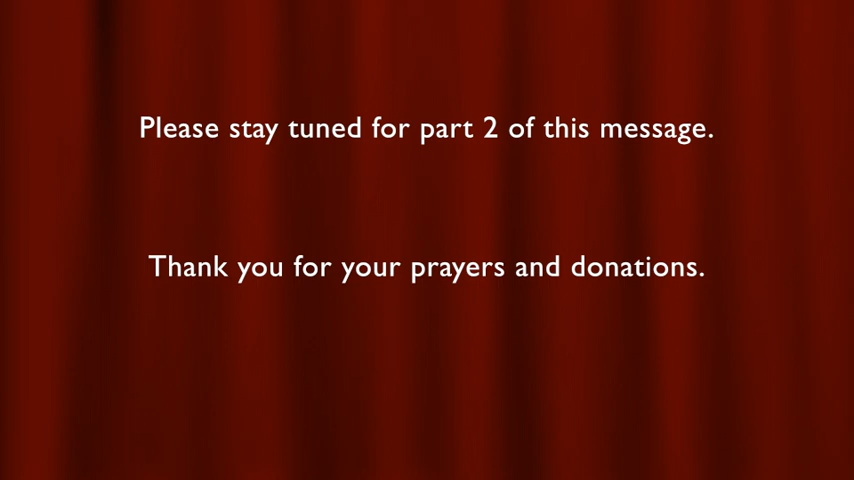 Please stay tuned for part 2 of this message.
Thank you for your prayers and donations.